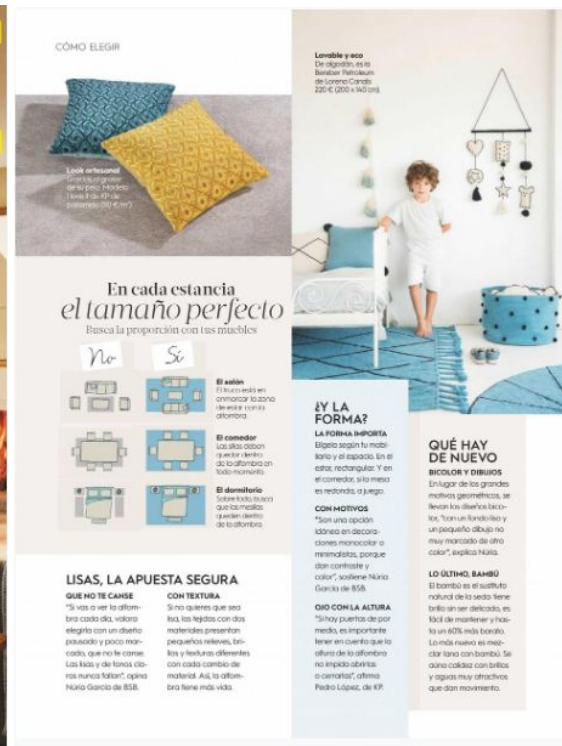 CÓMO ELEGIR
Look artesanal
Lavable y eco
De algodón, es la
Bereber Petroleum
de Lorena Canals
220 € (200 x 140 cm).
En cada estancia
el tamaño perfecto
Busca la proporción con tus muebles
No
Sí
El salón
El truco está en
enmarcar la zona
de estar con la
alfombra.
El comedor
Las sillas deben
quedar dentro
de la alfombra en
todo momento.
El dormitorio
Sobre todo, busca
que las mesillas
queden dentro
de la alfombra.
LISAS, LA APUESTA SEGURA
QUE NO TE CANSE
"Si vas a ver la alfom-
bra cada día, valora
elegirla con un diseño
pausado y poco mar-
cado, que no te canse.
Las lisas y de tonos cla-
ros nunca fallan", opina
Núria García de BSB.
CON TEXTURA
Si no quieres que sea
lisa, los tejidos con dos
materiales presentan
pequeños relieves, bri-
llos y texturas diferentes
con cada cambio de
material. Así, la alfom-
bra tiene más vida.
¿Y LA
FORMA?
LA FORMA IMPORTA
Elígela según tu mobi-
liario y el espacio. En el
estar, rectangular. Y en
el comedor, si la mesa
es redonda, a juego.
CON MOTIVOS
"Son una opción
idónea en decora-
ciones monocolor o
minimalistas, porque
dan contraste y
color", sostiene Núria
García de BSB.
OJO CON LA ALTURA
"Si hay puertas de por
medio, es importante
tener en cuenta que la
altura de la alfombra
no impida abrirlas
o cerrarlas", afirma
Pedro López, de KP.
QUÉ HAY
DE NUEVO
BICOLOR Y DIBUJOS
En lugar de los grandes
motivos geométricos, se
llevan los diseños bico-
lor, "con un fondo liso y
un pequeño dibujo no
muy marcado de otro
color", explica Núria.
LO ÚLTIMO, BAMBÚ
El bambú es el sustituto
natural de la seda: tiene
brillo sin ser delicado, es
fácil de mantener y has-
ta un 60% más barato.
Lo más nuevo es mez-
clar lana con bambú. Se
aúna calidez con brillos
y aguas muy atractivos
que dan movimiento.